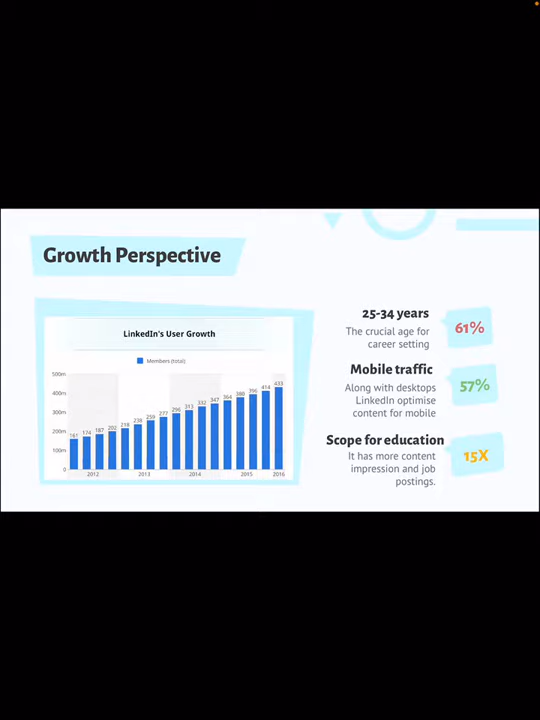 Growth Perspective
LinkedIn's User Growth
Members (total)
500m
400m
300m
200m
100m
0
161 174 187 202 218 238 259 277 296 313 332 347 364 380 396 414 433
2012 2013 2014 2015 2016
25-34 years
The crucial age for
career setting
61%
Mobile traffic
Along with desktops
LinkedIn optimise
content for mobile
57%
Scope for education
It has more content
impression and job
postings.
15X